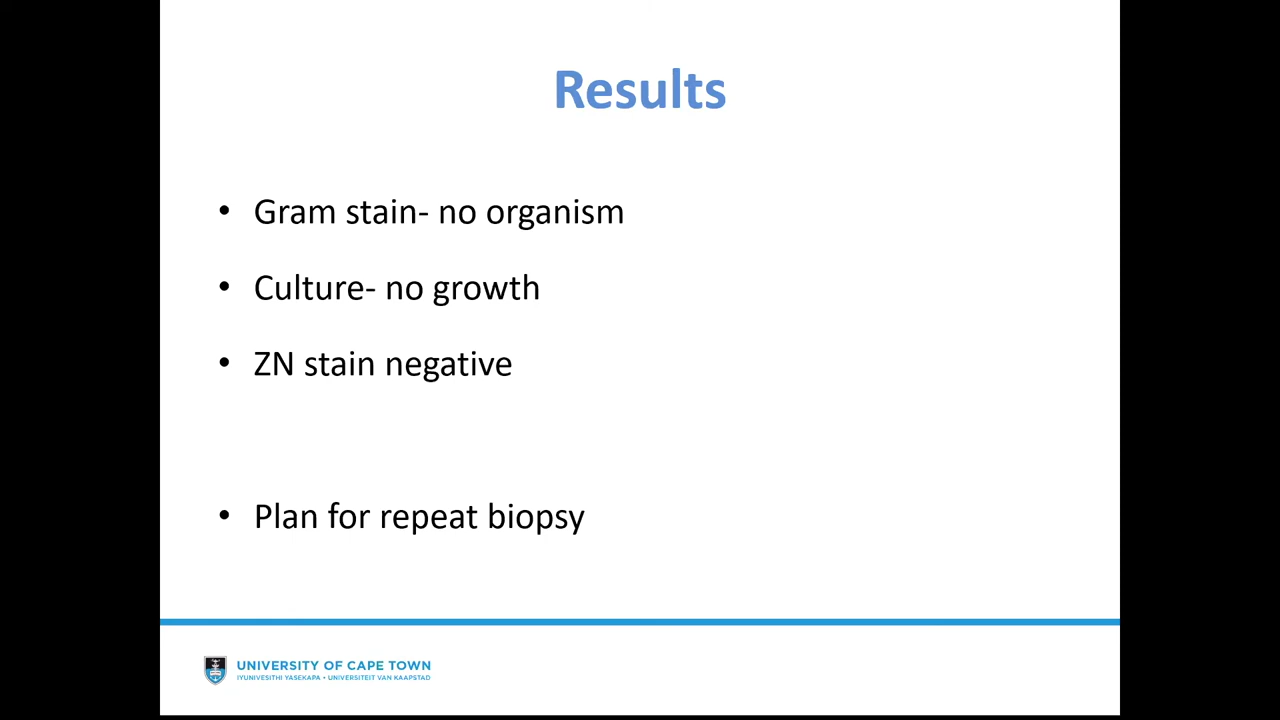 Results
• Gram stain- no organism
• Culture- no growth
• ZN stain negative
• Plan for repeat biopsy
UNIVERSITY OF CAPE TOWN
IYUNIVESITHI YASEKAPA • UNIVERSITEIT VAN KAAPSTAD